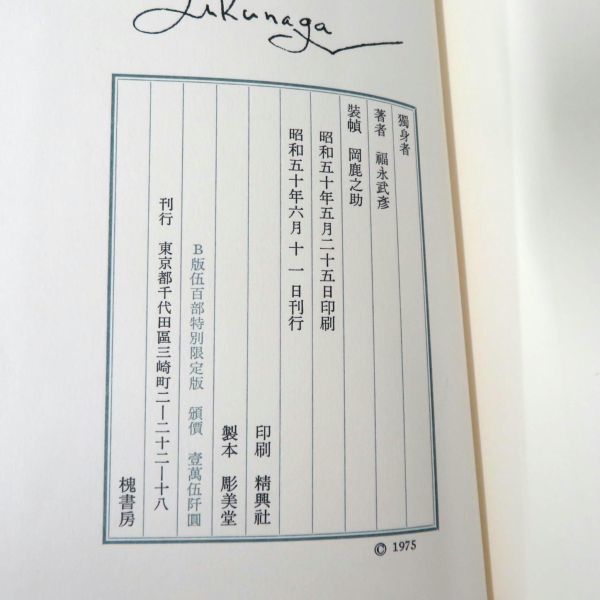 Fukunaga
獨身者
著者 福永武彦
裝幀 岡鹿之助
昭和五十年五月二十五日印刷
昭和五十年六月十一日刊行
印刷 精興社
製本 彫美堂
B版伍百部特別限定版 頒價 壹萬伍阡圓
刊行 東京都千代田區三崎町二―二十二―十八
槐書房
© 1975